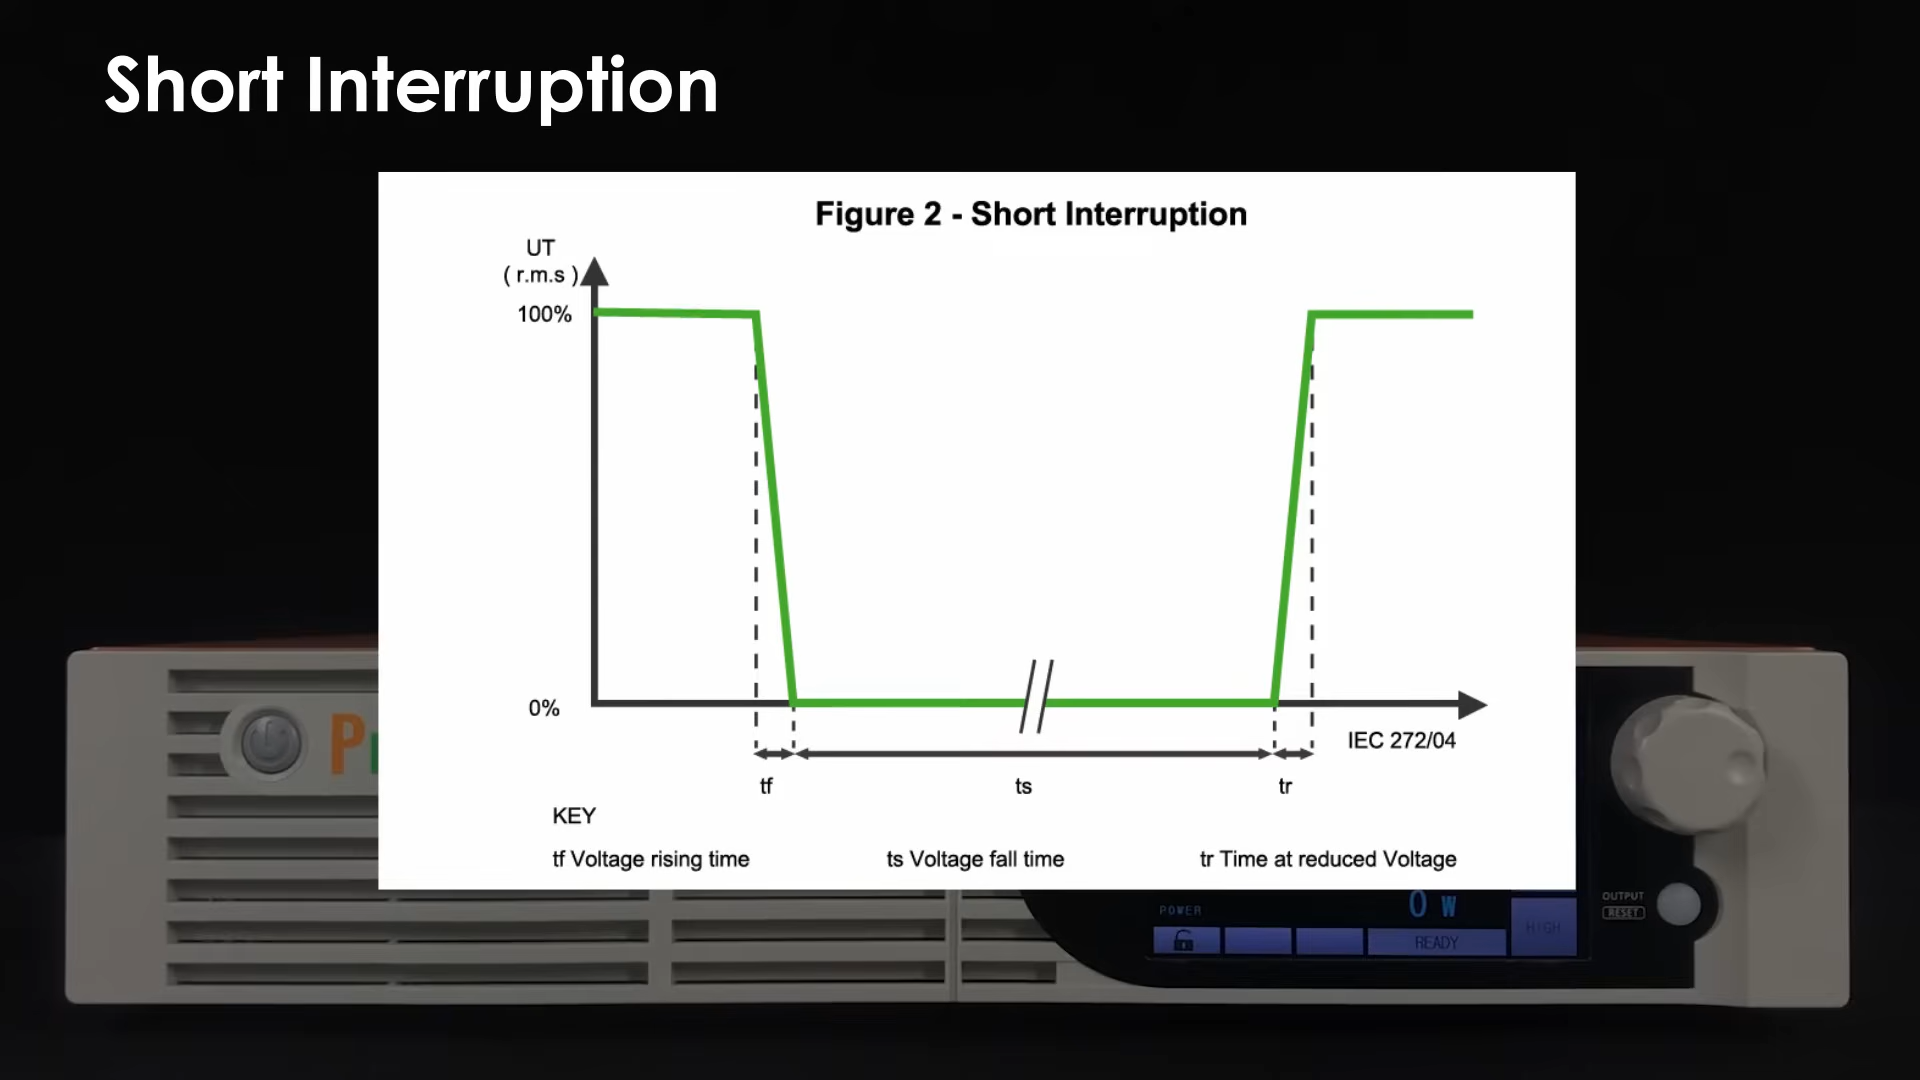 Short Interruption
Figure 2 - Short Interruption
UT
( r.m.s )
100%
0%
IEC 272/04
tf ts tr
KEY
tf Voltage rising time ts Voltage fall time tr Time at reduced Voltage
POWER
0 W
READY
HIGH
OUTPUT
RESET